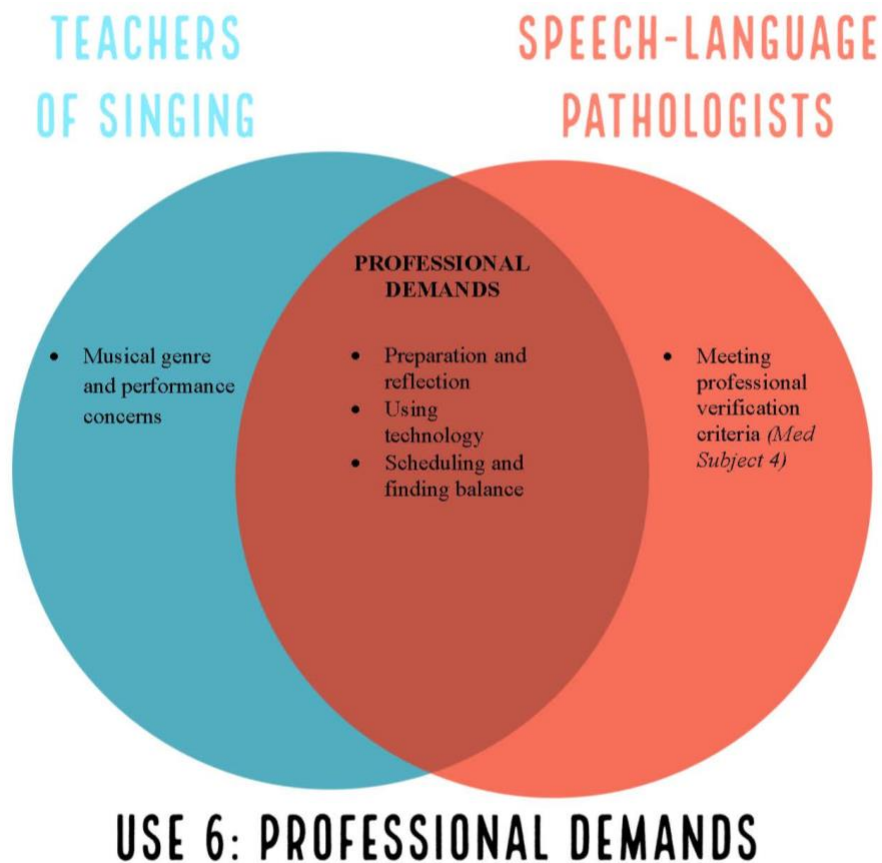 TEACHERS
OF SINGING
SPEECH-LANGUAGE
PATHOLOGISTS
PROFESSIONAL
DEMANDS
• Musical genre
and performance
concerns
• Preparation and
reflection
• Using
technology
• Scheduling and
finding balance
• Meeting
professional
verification
criteria (Med
Subject 4)
USE 6: PROFESSIONAL DEMANDS